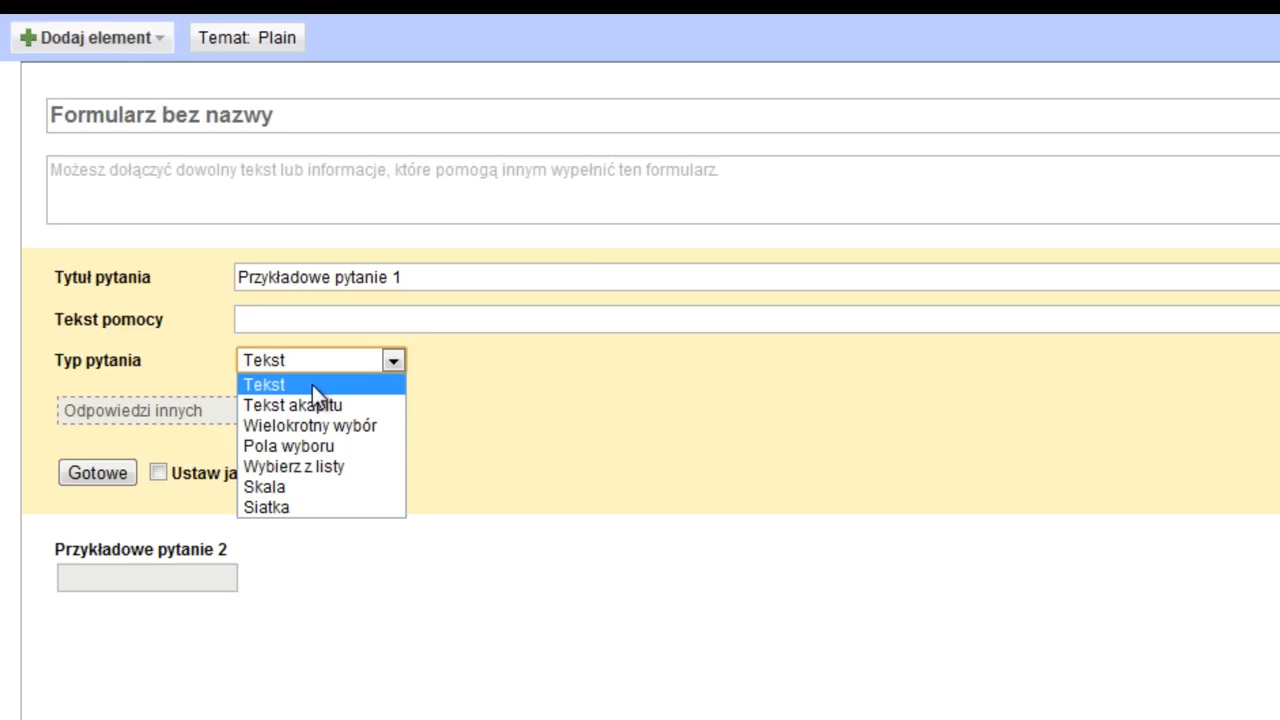 Dodaj element Temat: Plain
Formularz bez nazwy
Możesz dołączyć dowolny tekst lub informacje, które pomogą innym wypełnić ten formularz.
Tytuł pytania Przykładowe pytanie 1
Tekst pomocy
Typ pytania Tekst
Tekst
Tekst akapitu
Odpowiedzi innych
Wielokrotny wybór
Pola wyboru
Wybierz z listy
Gotowe Ustaw ja
Skala
Siatka
Przykładowe pytanie 2